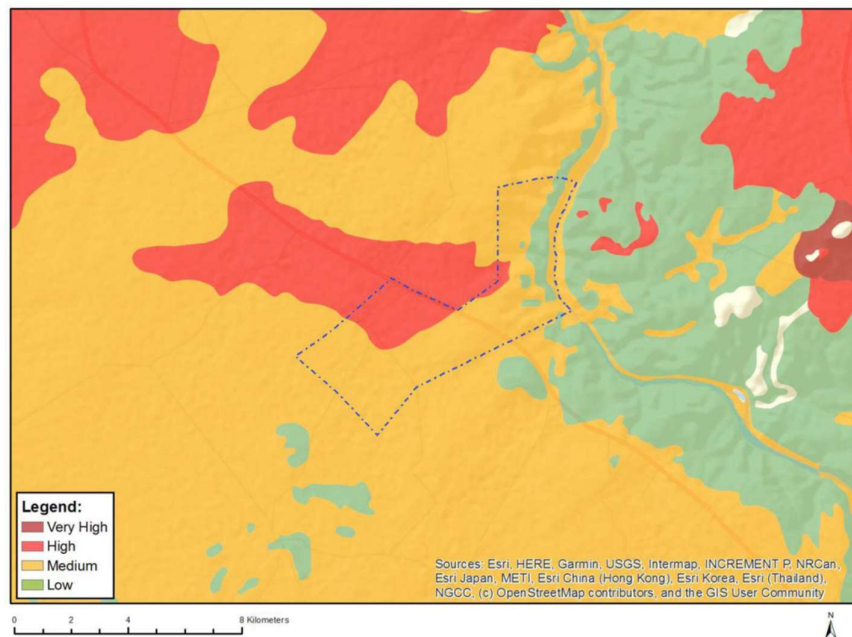 Legend:
Very High
High
Medium
Low
Sources: Esri, HERE, Garmin, USGS, Intermap, INCREMENT P, NRCan,
Esri Japan, METI, Esri China (Hong Kong), Esri Korea, Esri (Thailand),
NGCC, (c) OpenStreetMap contributors, and the GIS User Community
0 2 4 8 Kilometers
N